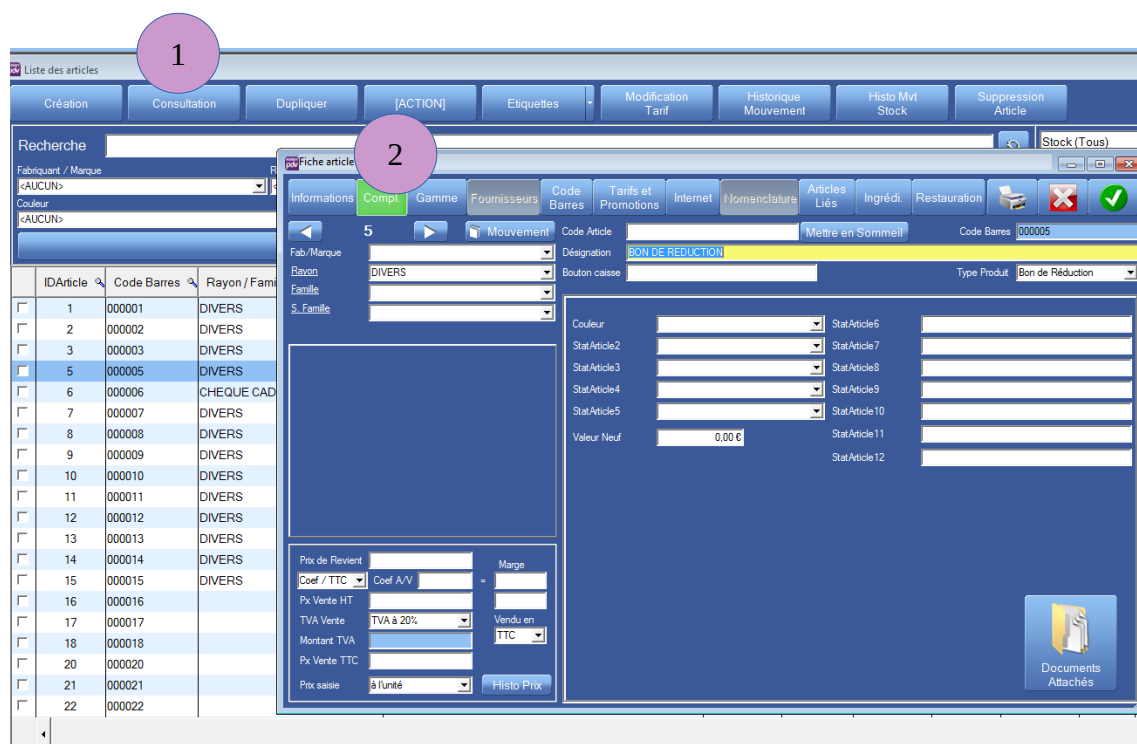 1
Liste des articles
Création Consultation Dupliquer [ACTION] Etiquettes Modification Tarif Historique Mouvement Histo Mvt Stock Suppression Article
Recherche
Stock (Tous)
2
Fiche article
Fabriquant / Marque
<AUCUN>
Couleur
<AUCUN>
Informations Compl. Gamme Fournisseurs Code Barres Tarifs et Promotions Internet Nomenclature Articles Liés Ingrédi. Restauration
5 Mouvement Code Article Mettre en Sommeil Code Barres 000005
Fab/Marque Désignation BON DE REDUCTION
Rayon DIVERS Bouton caisse Type Produit Bon de Réduction
Famille
S. Famille
IDArticle Code Barres Rayon / Fami
1 000001 DIVERS
2 000002 DIVERS
3 000003 DIVERS
5 000005 DIVERS
6 000006 CHEQUE CAD
7 000007 DIVERS
8 000008 DIVERS
9 000009 DIVERS
10 000010 DIVERS
11 000011 DIVERS
12 000012 DIVERS
13 000013 DIVERS
14 000014 DIVERS
15 000015 DIVERS
16 000016
17 000017
18 000018
20 000020
21 000021
22 000022
Couleur StatArticle6
StatArticle2 StatArticle7
StatArticle3 StatArticle8
StatArticle4 StatArticle9
StatArticle5 StatArticle10
Valeur Neuf 0,00 € StatArticle11
StatArticle12
Prix de Revient Marge
Coef / TTC Coef A/V =
Px Vente HT
TVA Vente TVA à 20% Vendu en
Montant TVA TTC
Px Vente TTC
Prix saisie à l'unité Histo Prix
Documents
Attachés